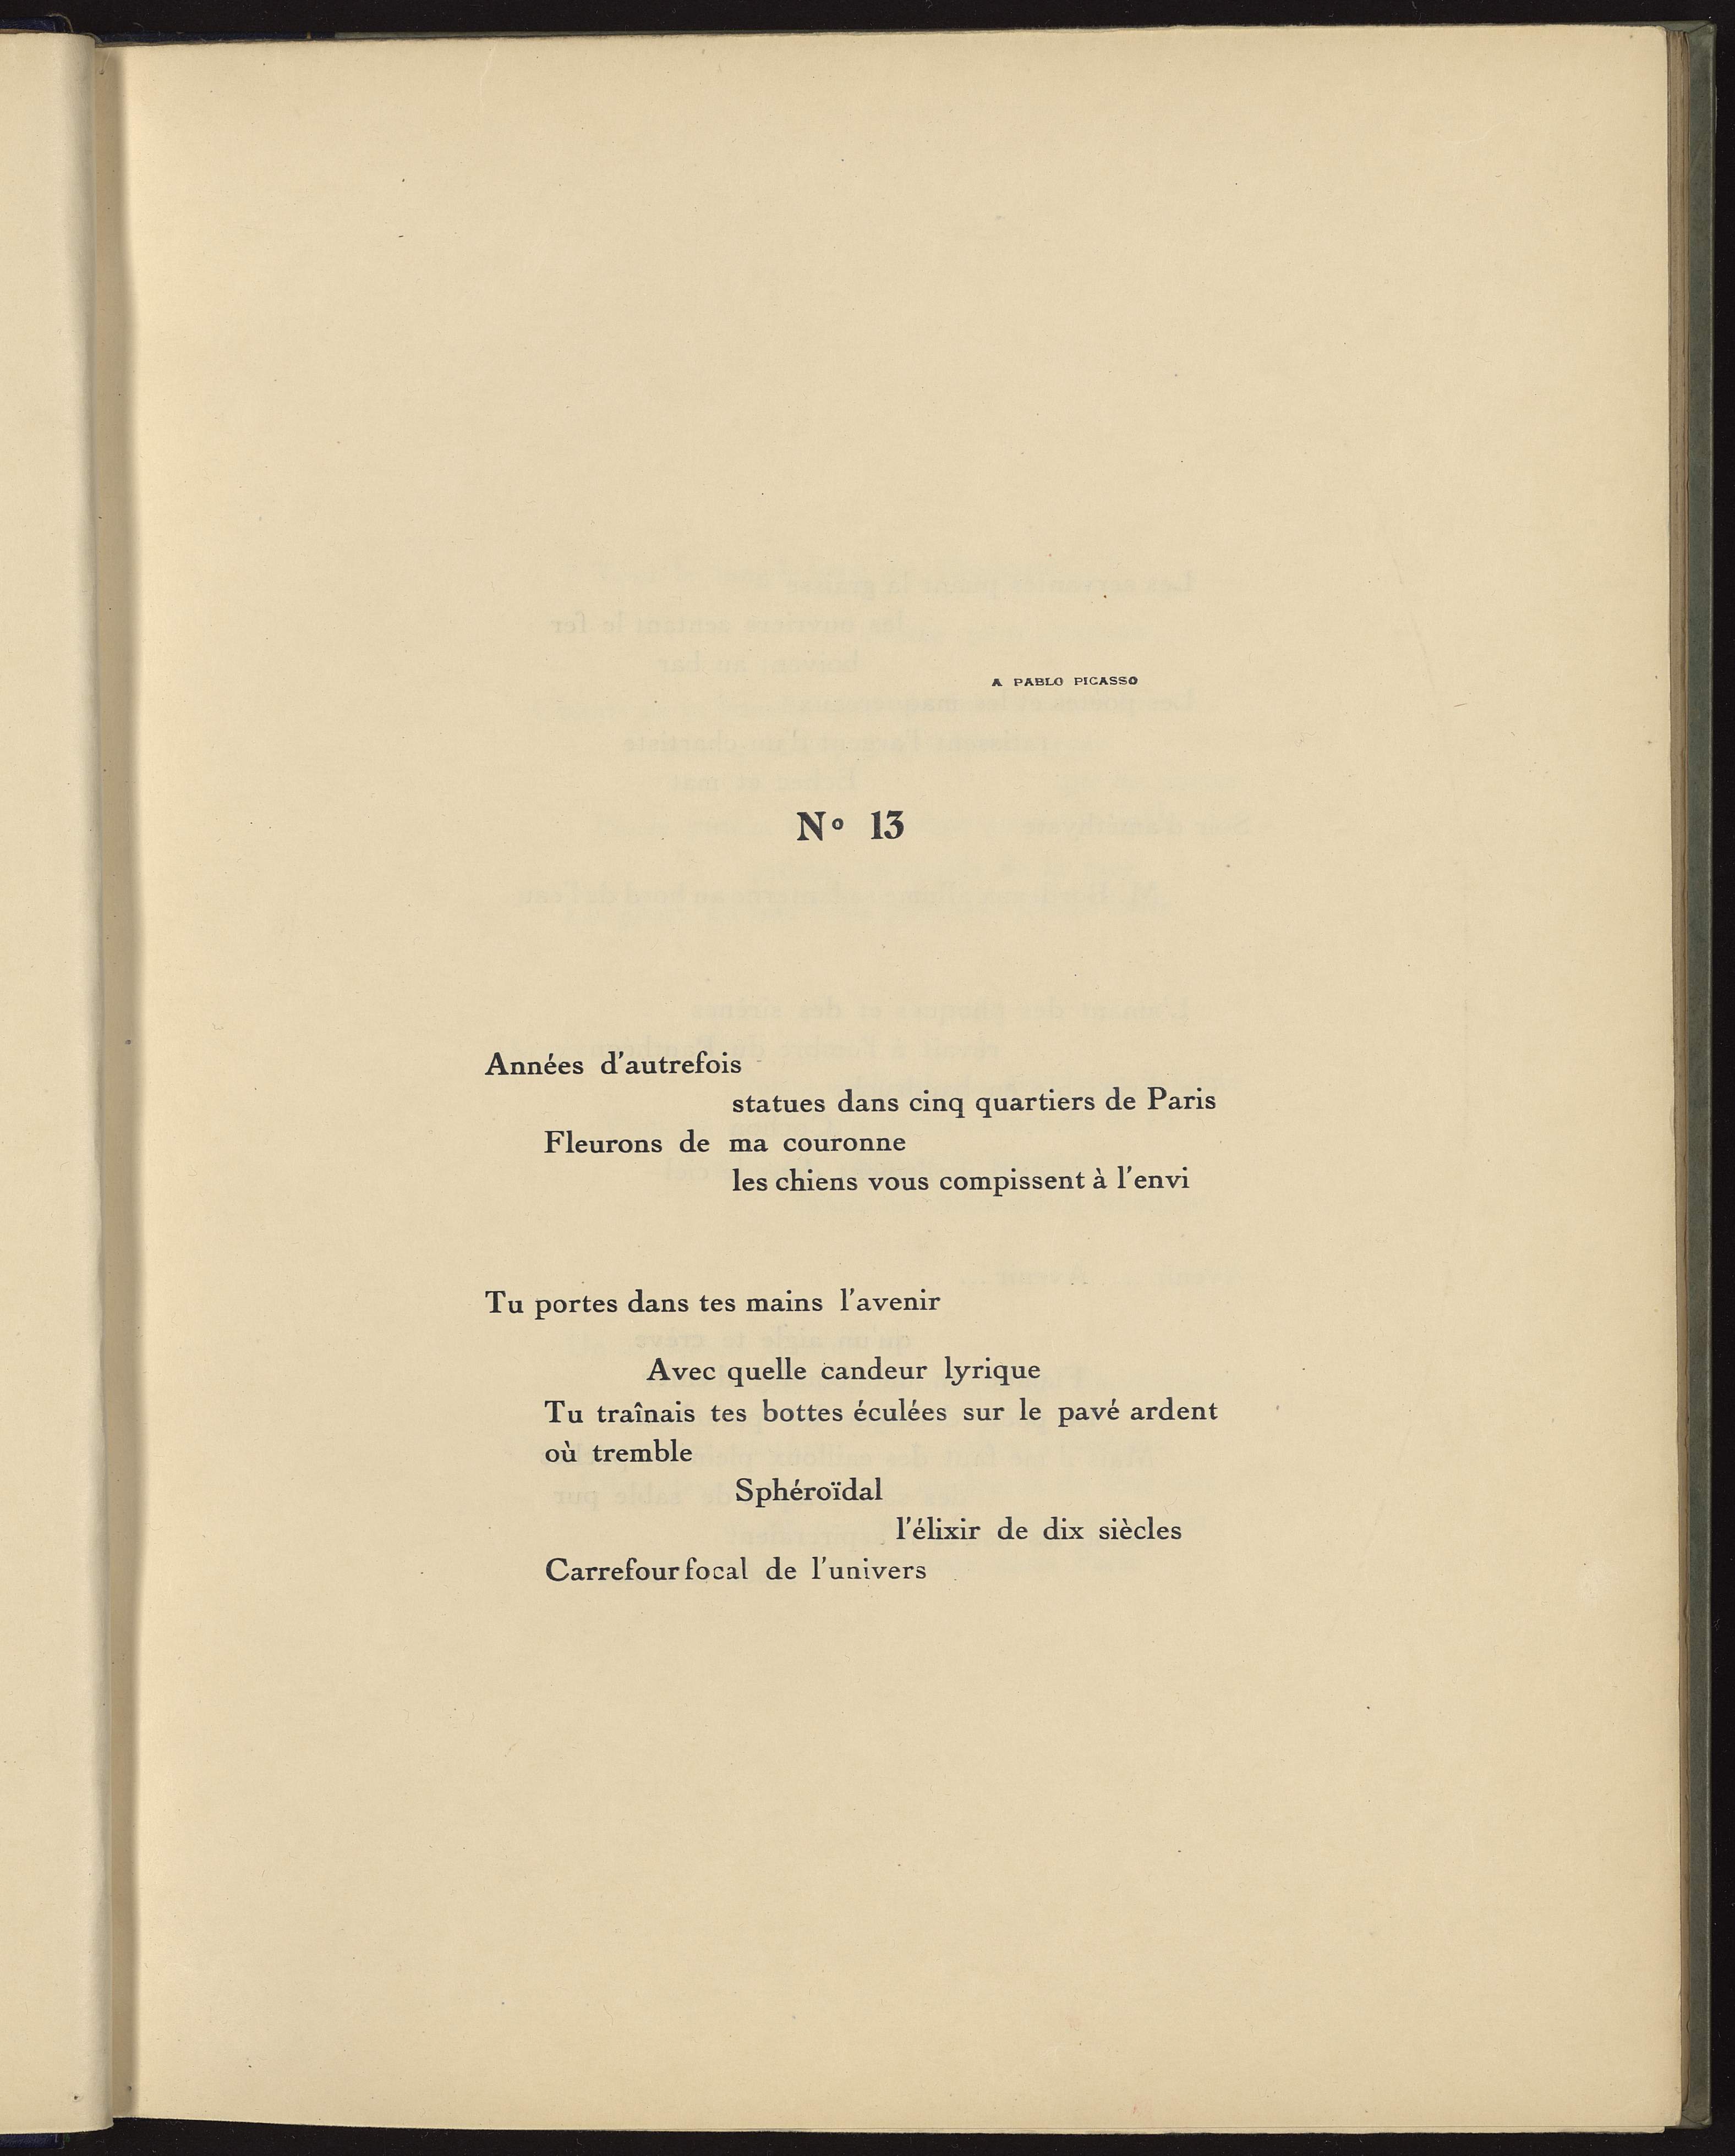 A PABLO PICASSO
Nº 13
Années d'autrefois
statues dans cinq quartiers de Paris
Fleurons de ma couronne
les chiens vous compissent à l'envi
Tu portes dans tes mains l'avenir
Avec quelle candeur lyrique
Tu traînais tes bottes éculées sur le pavé ardent
où tremble
Sphéroïdal
l'élixir de dix siècles
Carrefour focal de l'univers